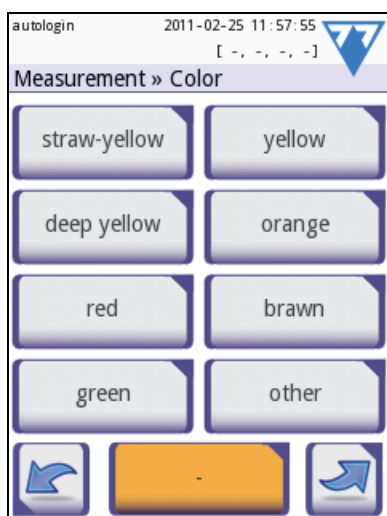 autologin 2011-02-25 11:57:55
[ -, -, -, -]
Measurement » Color
straw-yellow yellow
deep yellow orange
red brawn
green other
-